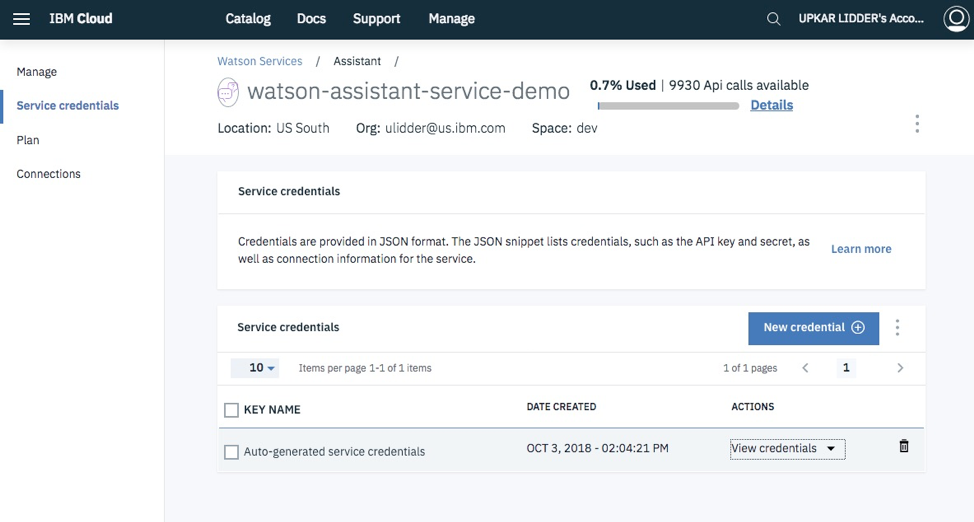 IBM Cloud Catalog Docs Support Manage UPKAR LIDDER's Acco...
Manage
Service credentials
Plan
Connections
Watson Services / Assistant /
watson-assistant-service-demo
0.7% Used | 9930 Api calls available
Details
Location: US South Org: ulidder@us.ibm.com Space: dev
Service credentials
Credentials are provided in JSON format. The JSON snippet lists credentials, such as the API key and secret, as
well as connection information for the service.
Learn more
Service credentials
New credential
10 Items per page 1-1 of 1 items 1 of 1 pages 1
KEY NAME DATE CREATED ACTIONS
Auto-generated service credentials OCT 3, 2018 - 02:04:21 PM View credentials